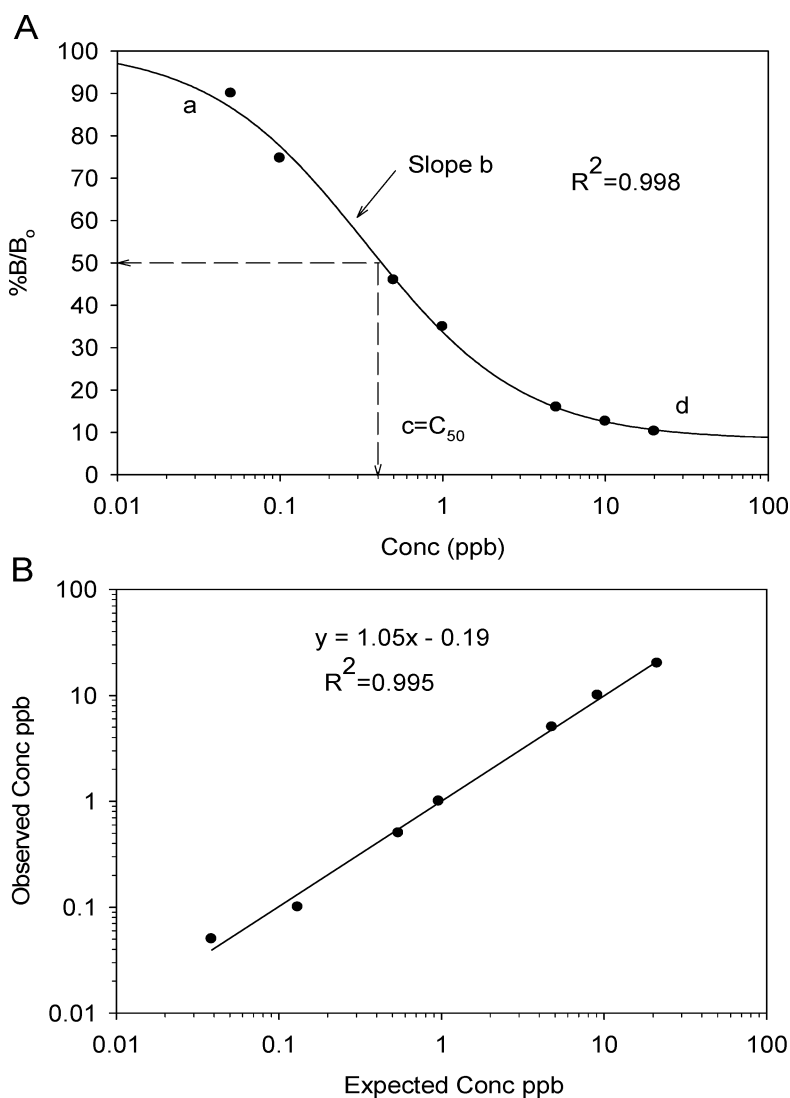 A
100
90
80
70
60
50
40
30
20
10
0
%B/Bo
a
Slope b
R2=0.998
c=C50
d
0.01 0.1 1 10 100
Conc (ppb)
B
100
10
1
0.1
0.01
Observed Conc ppb
y = 1.05x - 0.19
R2=0.995
0.01 0.1 1 10 100
Expected Conc ppb